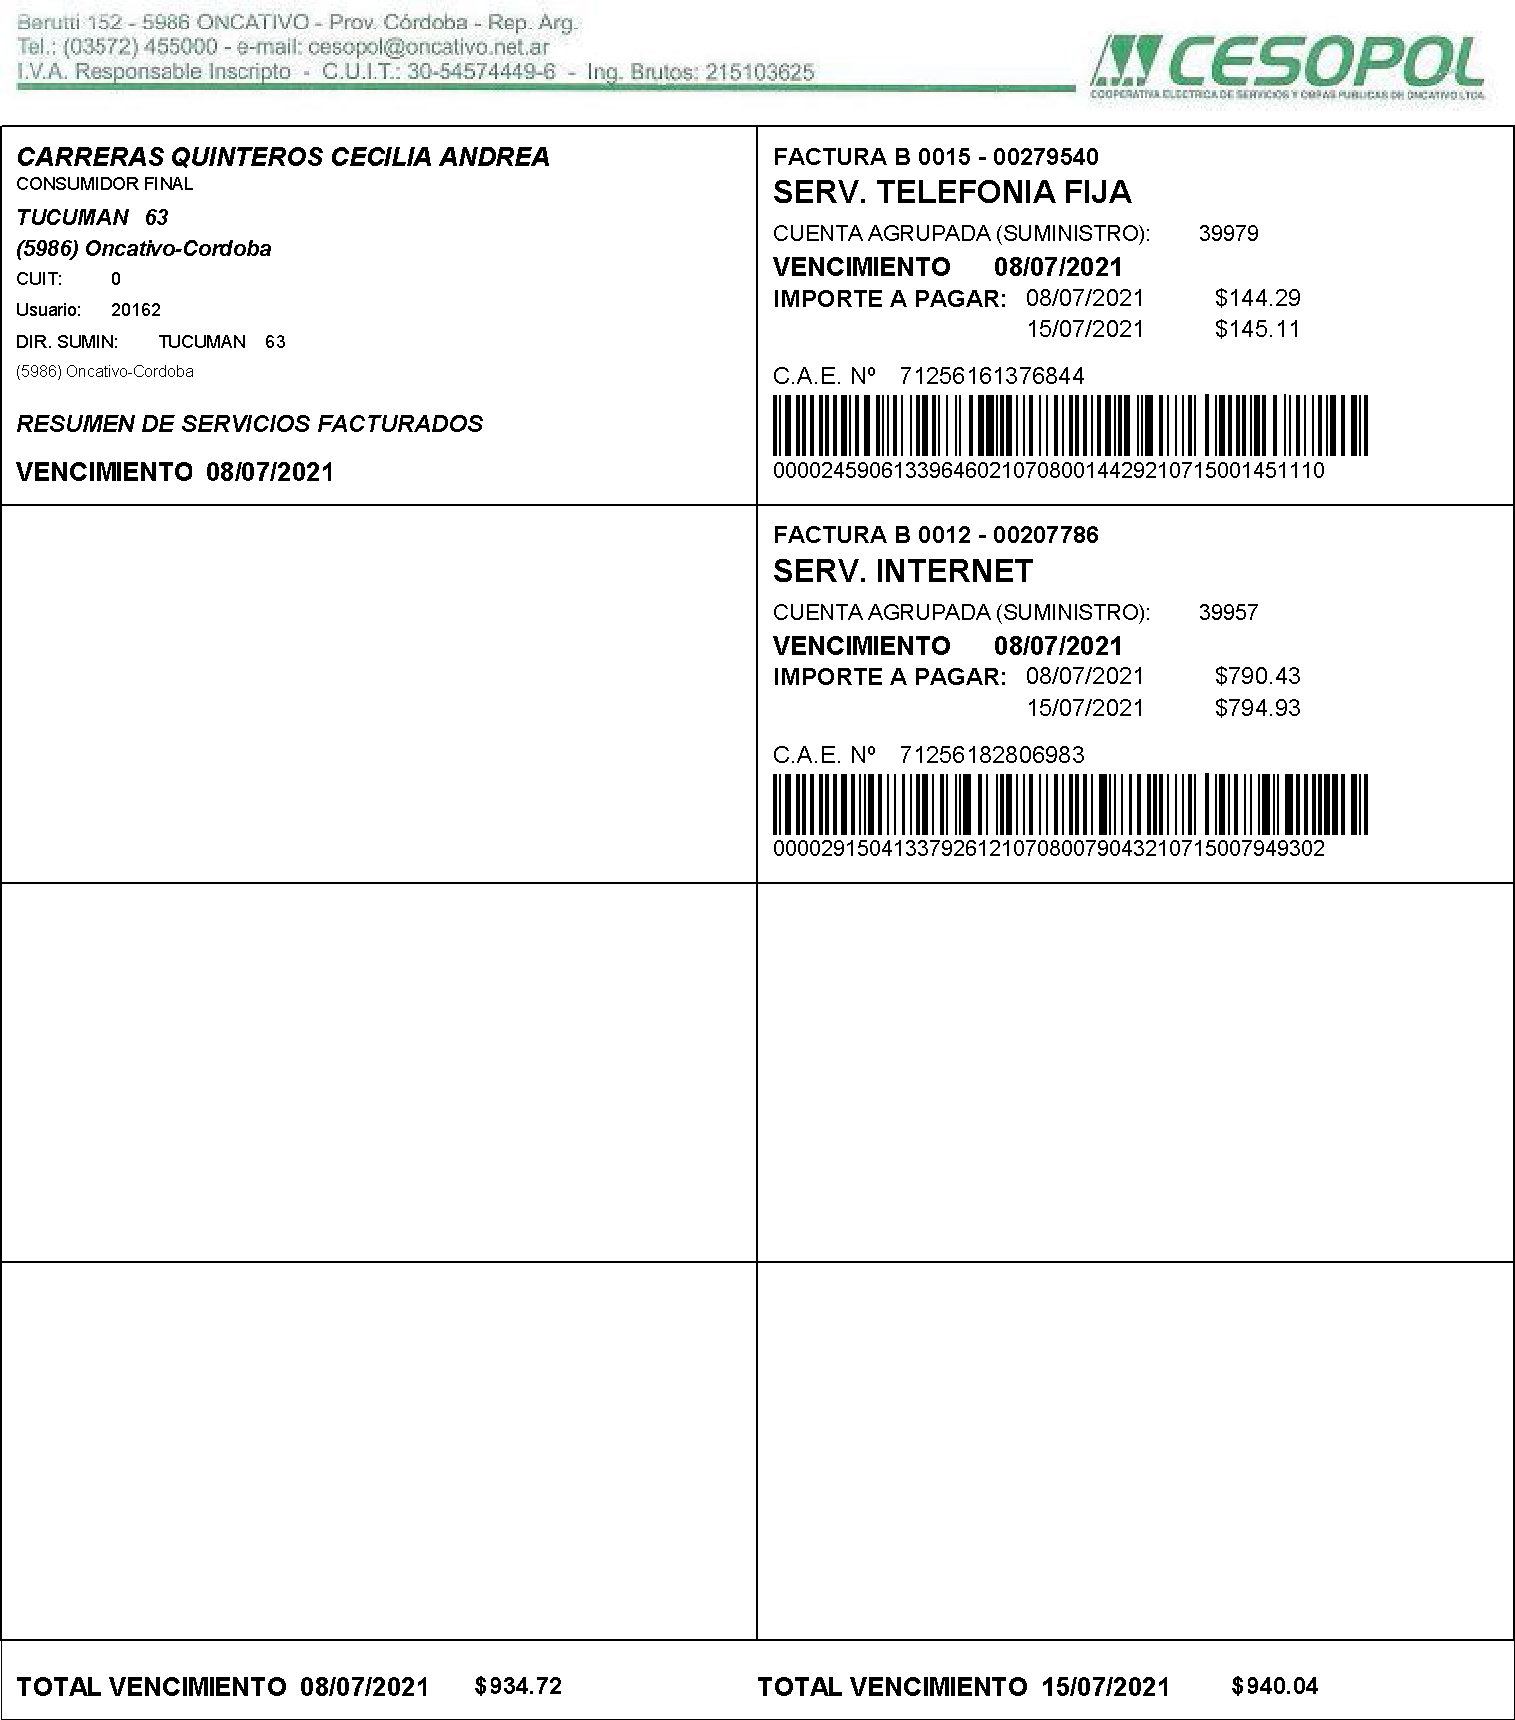 Berutti 152 - 5986 ONCATIVO - Prov. Córdoba - Rep. Arg.
Tel.: (03572) 455000 - e-mail: cesopol@oncativo.net.ar
I.V.A. Responsable Inscripto - C.U.I.T.: 30-54574449-6 - Ing. Brutos: 215103625
CESOPOL
COOPERATIVA ELECTRICA DE SERVICIOS Y OBRAS PUBLICAS DE ONCATIVO LTDA.
CARRERAS QUINTEROS CECILIA ANDREA
CONSUMIDOR FINAL
TUCUMAN 63
(5986) Oncativo-Cordoba
CUIT: 0
Usuario: 20162
DIR. SUMIN: TUCUMAN 63
(5986) Oncativo-Cordoba
RESUMEN DE SERVICIOS FACTURADOS
VENCIMIENTO 08/07/2021
FACTURA B 0015 - 00279540
SERV. TELEFONIA FIJA
CUENTA AGRUPADA (SUMINISTRO): 39979
VENCIMIENTO 08/07/2021
IMPORTE A PAGAR: 08/07/2021 $144.29
15/07/2021 $145.11
C.A.E. Nº 71256161376844
00002459061339646021070800144292107150014511​10
FACTURA B 0012 - 00207786
SERV. INTERNET
CUENTA AGRUPADA (SUMINISTRO): 39957
VENCIMIENTO 08/07/2021
IMPORTE A PAGAR: 08/07/2021 $790.43
15/07/2021 $794.93
C.A.E. Nº 71256182806983
0000291504133792612107080079043210715007949302
TOTAL VENCIMIENTO 08/07/2021 $934.72
TOTAL VENCIMIENTO 15/07/2021 $940.04